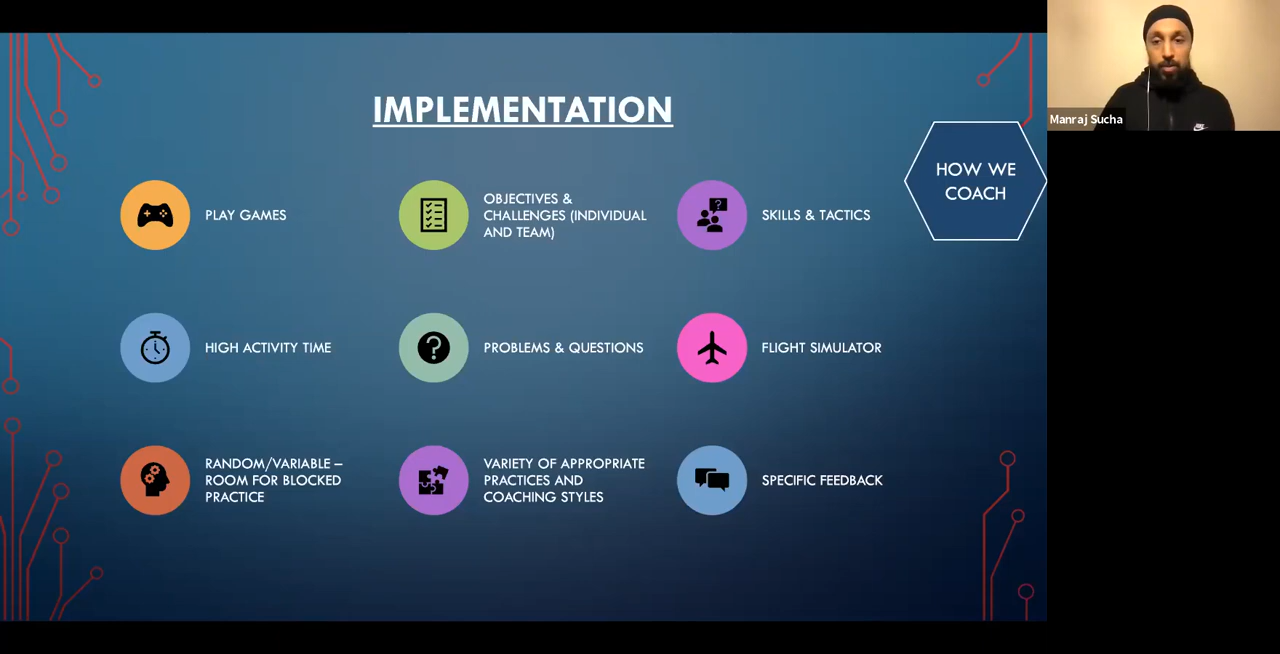 IMPLEMENTATION
HOW WE
COACH
PLAY GAMES
OBJECTIVES &
CHALLENGES (INDIVIDUAL
AND TEAM)
SKILLS & TACTICS
HIGH ACTIVITY TIME
PROBLEMS & QUESTIONS
FLIGHT SIMULATOR
RANDOM/VARIABLE –
ROOM FOR BLOCKED
PRACTICE
VARIETY OF APPROPRIATE
PRACTICES AND
COACHING STYLES
SPECIFIC FEEDBACK
Manraj Sucha